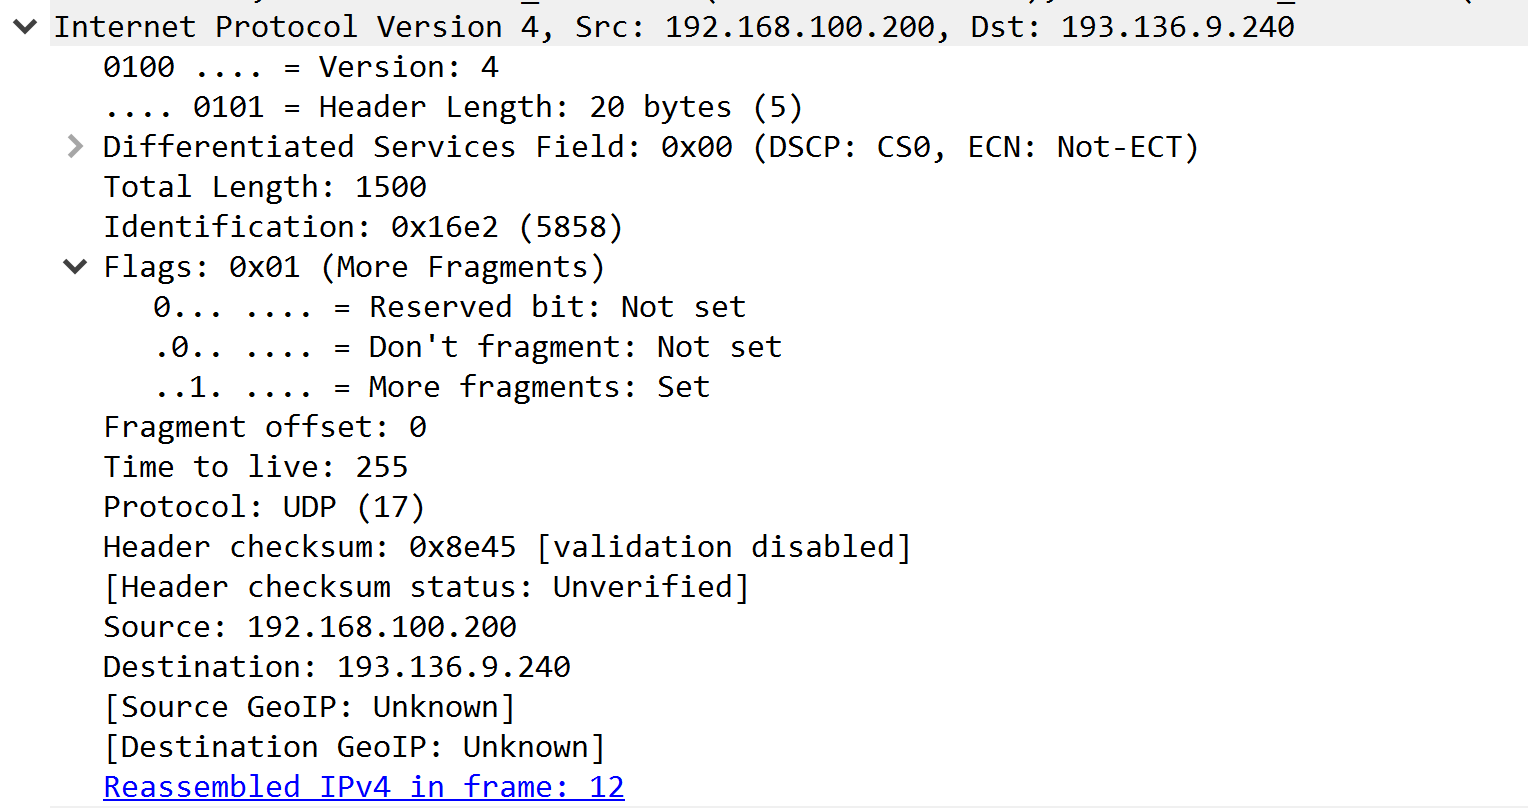 Internet Protocol Version 4, Src: 192.168.100.200, Dst: 193.136.9.240
0100 .... = Version: 4
.... 0101 = Header Length: 20 bytes (5)
Differentiated Services Field: 0x00 (DSCP: CS0, ECN: Not-ECT)
Total Length: 1500
Identification: 0x16e2 (5858)
Flags: 0x01 (More Fragments)
0... .... = Reserved bit: Not set
.0.. .... = Don't fragment: Not set
..1. .... = More fragments: Set
Fragment offset: 0
Time to live: 255
Protocol: UDP (17)
Header checksum: 0x8e45 [validation disabled]
[Header checksum status: Unverified]
Source: 192.168.100.200
Destination: 193.136.9.240
[Source GeoIP: Unknown]
[Destination GeoIP: Unknown]
Reassembled IPv4 in frame: 12